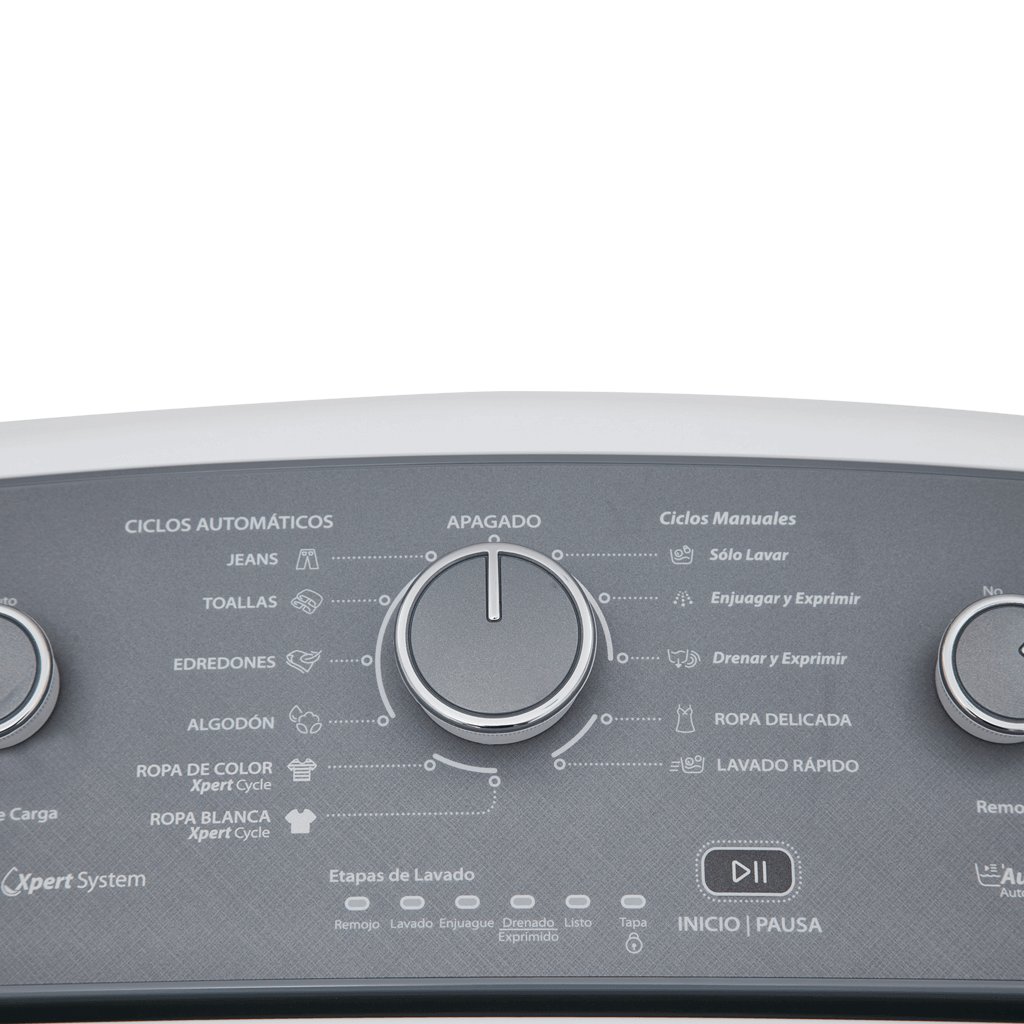 CICLOS AUTOMÁTICOS
JEANS
TOALLAS
EDREDONES
ALGODÓN
ROPA DE COLOR
Xpert Cycle
ROPA BLANCA
Xpert Cycle
APAGADO
Ciclos Manuales
Sólo Lavar
Enjuagar y Exprimir
Drenar y Exprimir
ROPA DELICADA
LAVADO RÁPIDO
No
Carga
Xpert System
Etapas de Lavado
Remojo Lavado Enjuague Drenado Listo Tapa
Exprimido
INICIO | PAUSA
Remo
Au
Auto